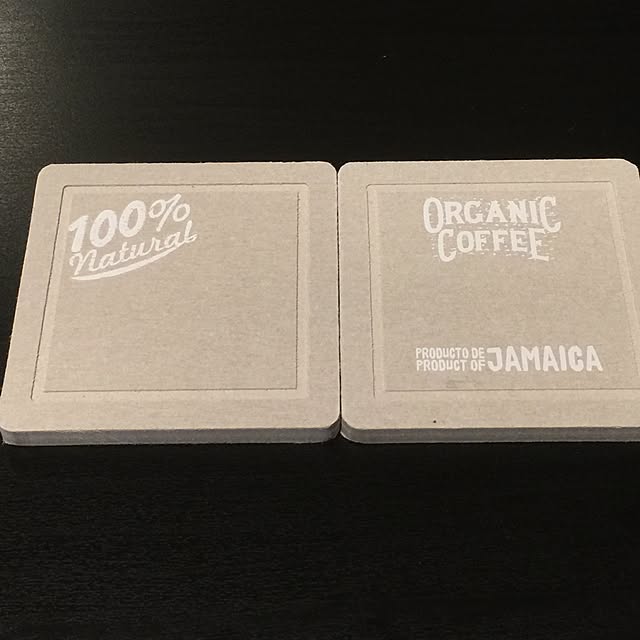 100%
Natural
ORGANIC
COFFEE
PRODUCTO DE
PRODUCT OF JAMAICA